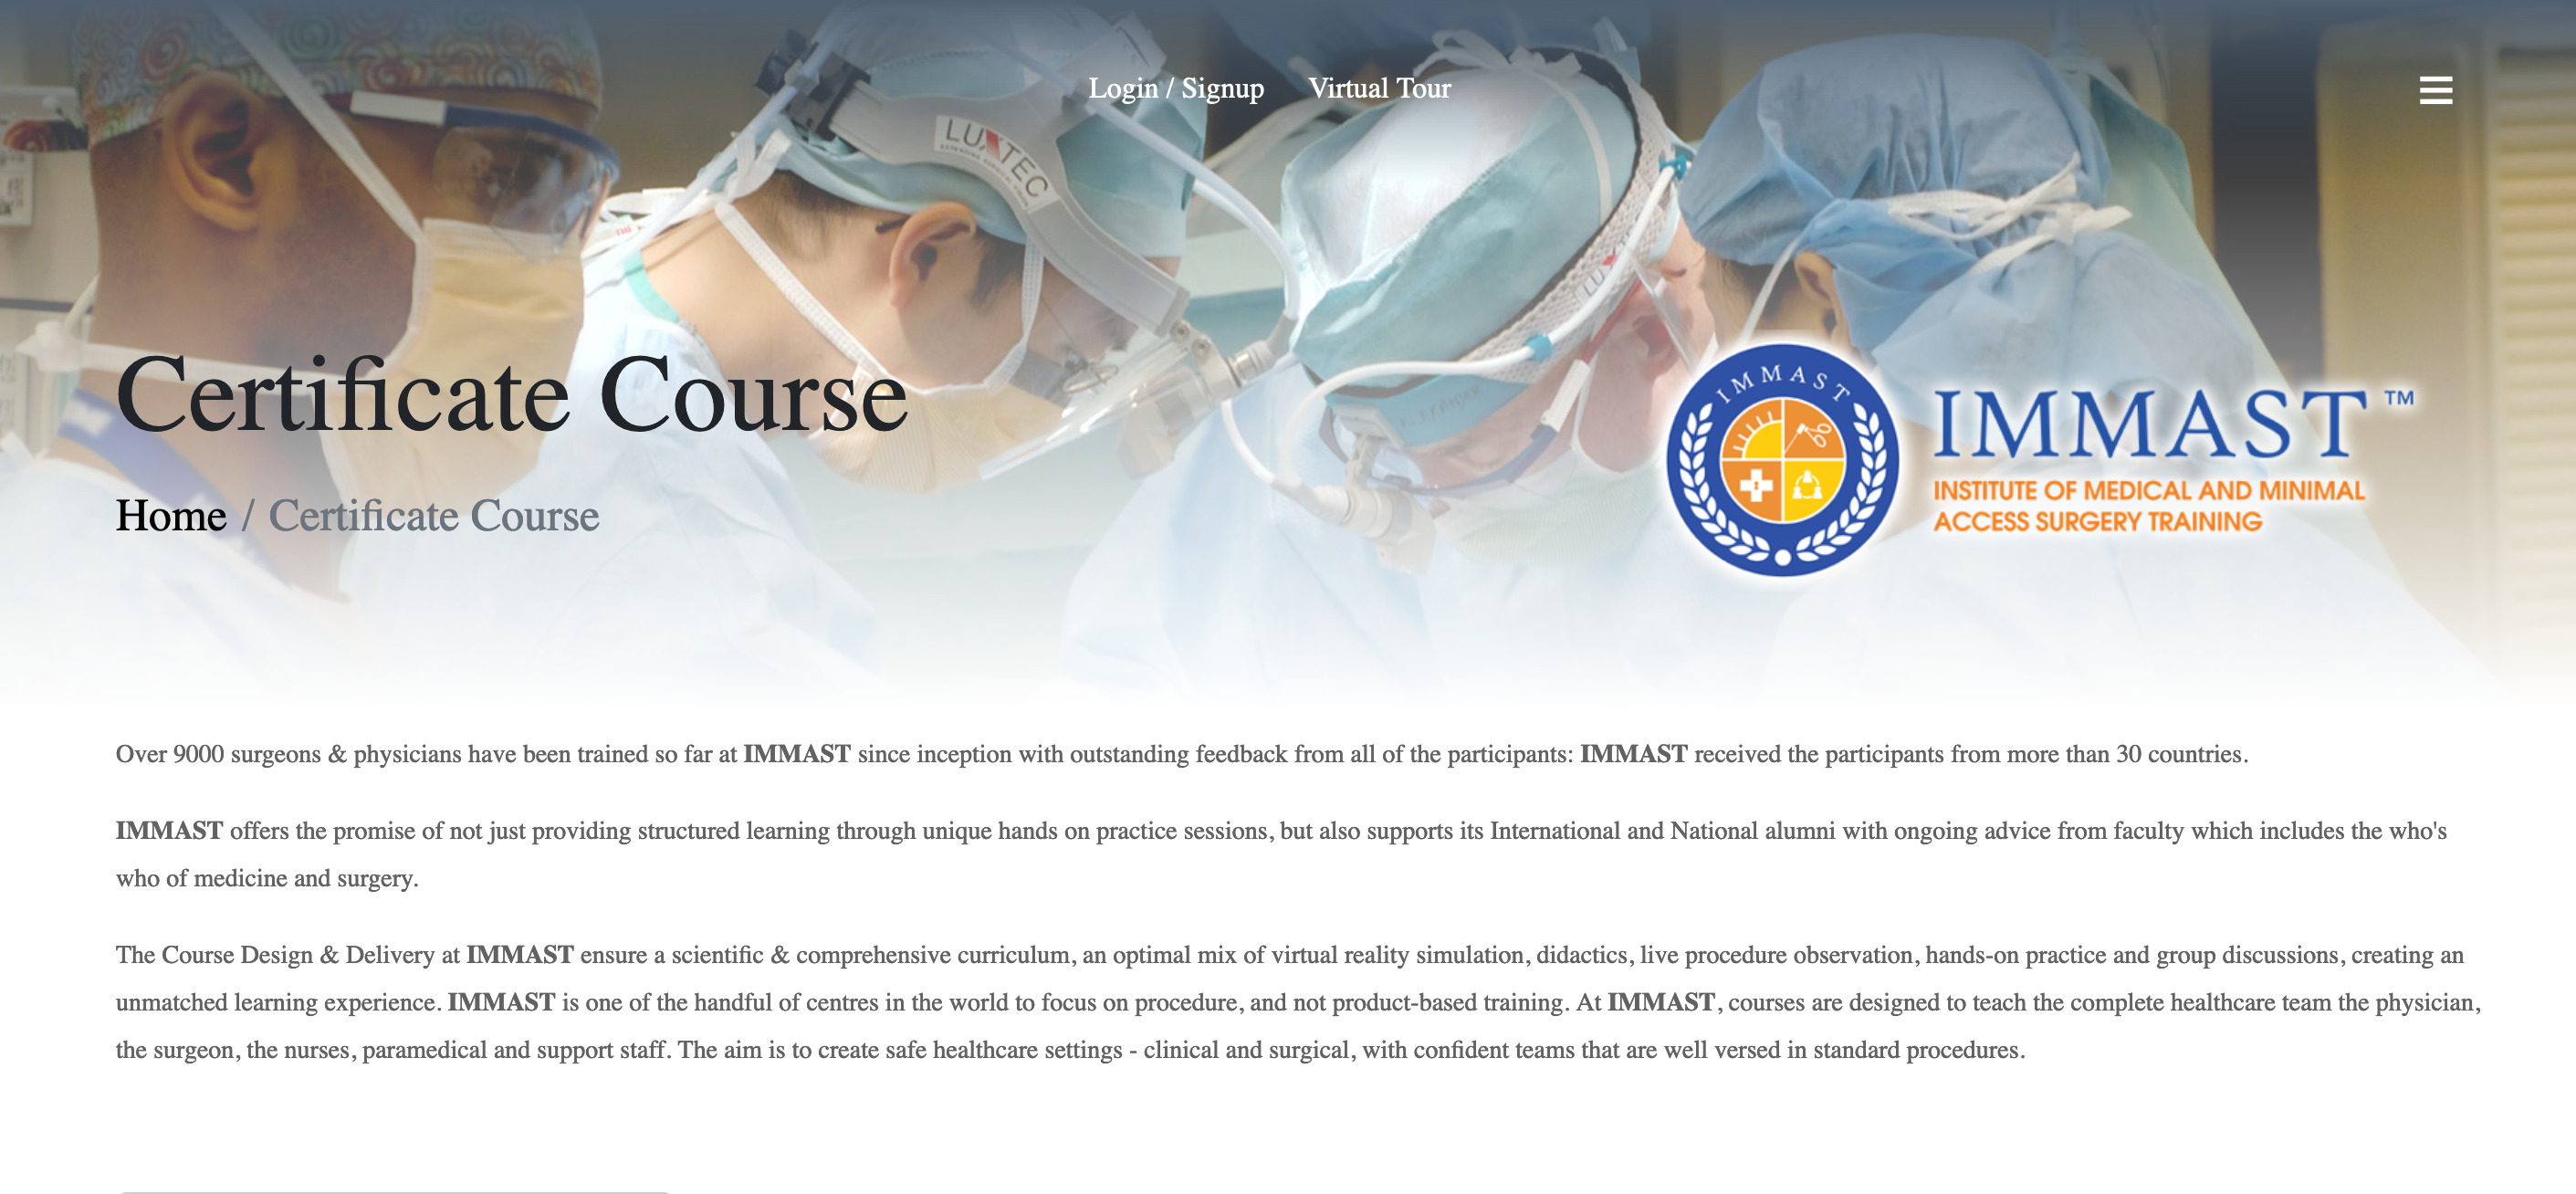 Login / Signup Virtual Tour
LUXTEC
Certificate Course
Home / Certificate Course
IMMAST
IMMAST ™
INSTITUTE OF MEDICAL AND MINIMAL
ACCESS SURGERY TRAINING
Over 9000 surgeons & physicians have been trained so far at IMMAST since inception with outstanding feedback from all of the participants: IMMAST received the participants from more than 30 countries.
IMMAST offers the promise of not just providing structured learning through unique hands on practice sessions, but also supports its International and National alumni with ongoing advice from faculty which includes the who's
who of medicine and surgery.
The Course Design & Delivery at IMMAST ensure a scientific & comprehensive curriculum, an optimal mix of virtual reality simulation, didactics, live procedure observation, hands-on practice and group discussions, creating an
unmatched learning experience. IMMAST is one of the handful of centres in the world to focus on procedure, and not product-based training. At IMMAST, courses are designed to teach the complete healthcare team the physician,
the surgeon, the nurses, paramedical and support staff. The aim is to create safe healthcare settings - clinical and surgical, with confident teams that are well versed in standard procedures.